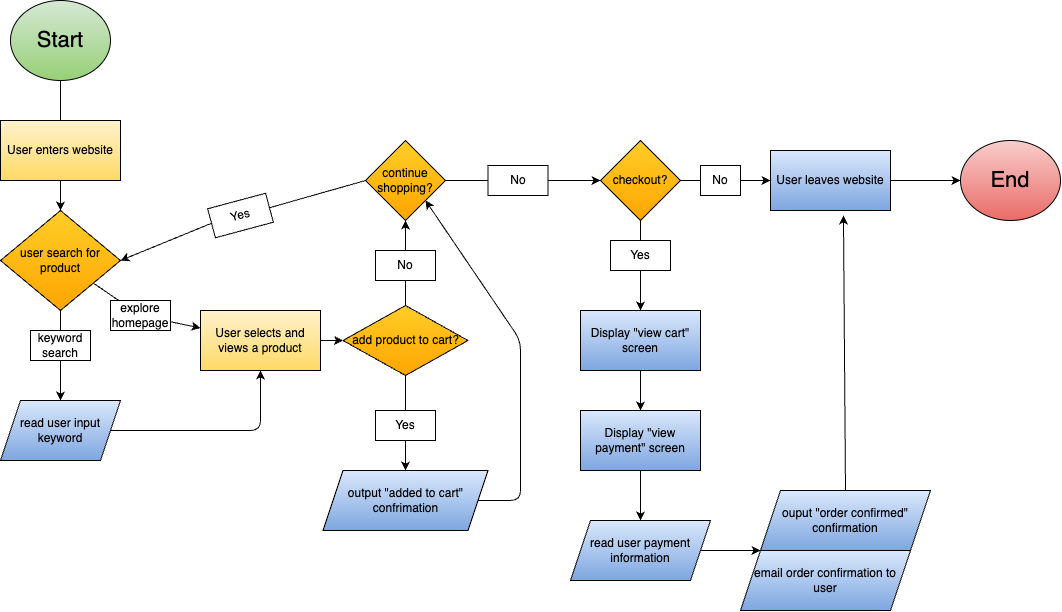 Start
User enters website
user search for
product
keyword
search
explore
homepage
read user input
keyword
User selects and
views a product
add product to cart?
No
Yes
output "added to cart"
confrimation
continue
shopping?
Yes
No
checkout?
No
Yes
Display "view cart"
screen
Display "view
payment" screen
read user payment
information
ouput "order confirmed"
confirmation
email order confirmation to
user
User leaves website
End